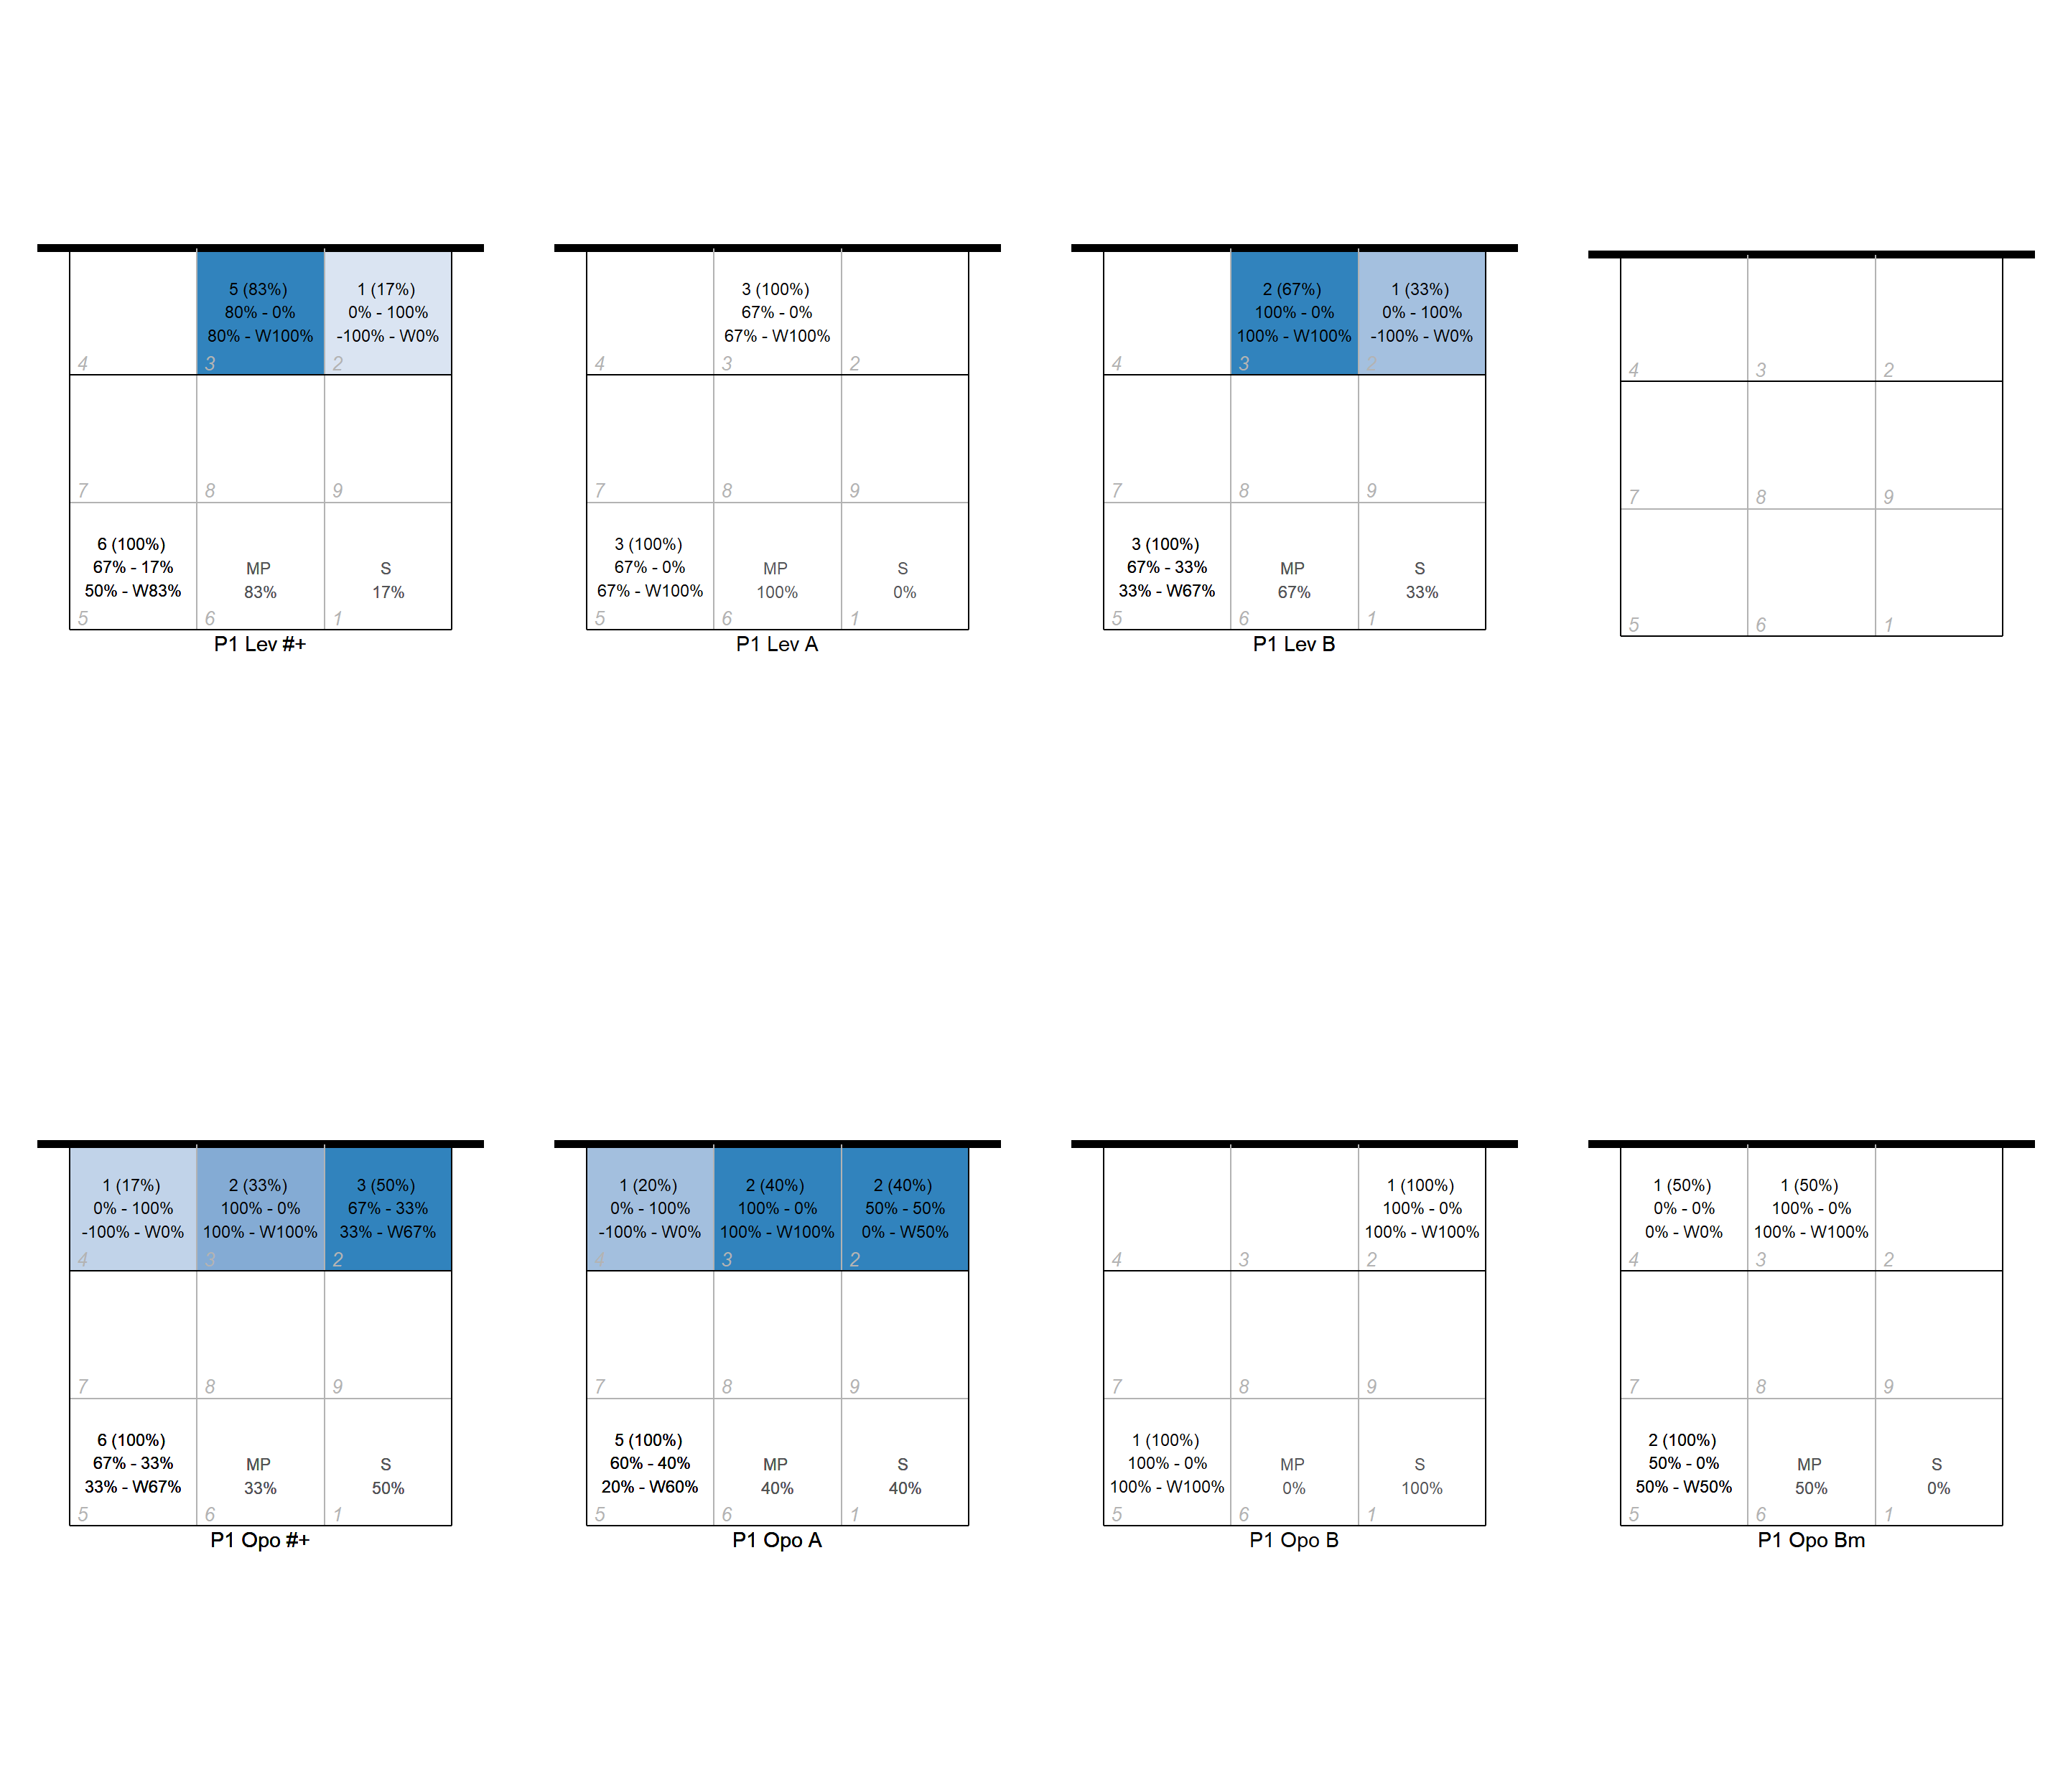 5 (83%)
80% - 0%
80% - W100%
1 (17%)
0% - 100%
-100% - W0%
4
3
2
7
8
9
6 (100%)
67% - 17%
50% - W83%
MP
83%
S
17%
5
6
1
P1 Lev #+
3 (100%)
67% - 0%
67% - W100%
4
3
2
7
8
9
3 (100%)
67% - 0%
67% - W100%
MP
100%
S
0%
5
6
1
P1 Lev A
2 (67%)
100% - 0%
100% - W100%
1 (33%)
0% - 100%
-100% - W0%
4
3
2
7
8
9
3 (100%)
67% - 33%
33% - W67%
MP
67%
S
33%
5
6
1
P1 Lev B
4
3
2
7
8
9
5
6
1
1 (17%)
0% - 100%
-100% - W0%
2 (33%)
100% - 0%
100% - W100%
3 (50%)
67% - 33%
33% - W67%
4
3
2
7
8
9
6 (100%)
67% - 33%
33% - W67%
MP
33%
S
50%
5
6
1
P1 Opo #+
1 (20%)
0% - 100%
-100% - W0%
2 (40%)
100% - 0%
100% - W100%
2 (40%)
50% - 50%
0% - W50%
4
3
2
7
8
9
5 (100%)
60% - 40%
20% - W60%
MP
40%
S
40%
5
6
1
P1 Opo A
1 (100%)
100% - 0%
100% - W100%
4
3
2
7
8
9
1 (100%)
100% - 0%
100% - W100%
MP
0%
S
100%
5
6
1
P1 Opo B
1 (50%)
0% - 0%
0% - W0%
1 (50%)
100% - 0%
100% - W100%
4
3
2
7
8
9
2 (100%)
50% - 0%
50% - W50%
MP
50%
S
0%
5
6
1
P1 Opo Bm